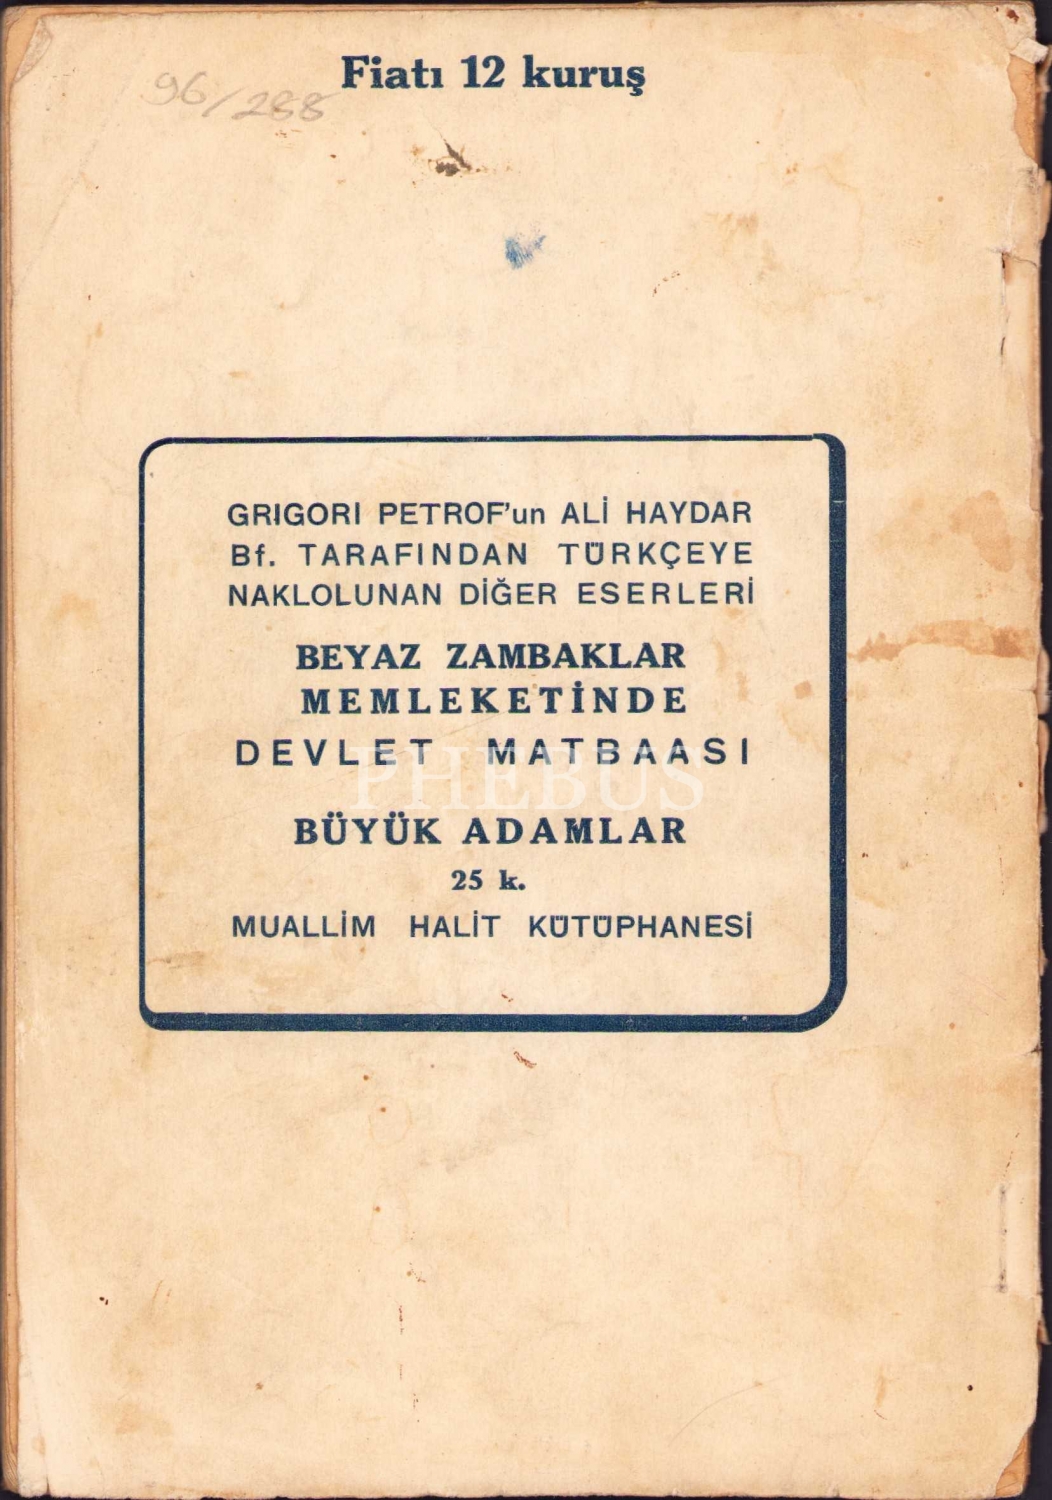 Fiatı 12 kuruş
96/288
GRIGORI PETROF'un ALİ HAYDAR
Bf. TARAFINDAN TÜRKÇEYE
NAKLOLUNAN DİĞER ESERLERİ
BEYAZ ZAMBAKLAR
MEMLEKETİNDE
DEVLET MATBAASI
PHEBUS
BÜYÜK ADAMLAR
25 k.
MUALLİM HALİT KÜTÜPHANESİ